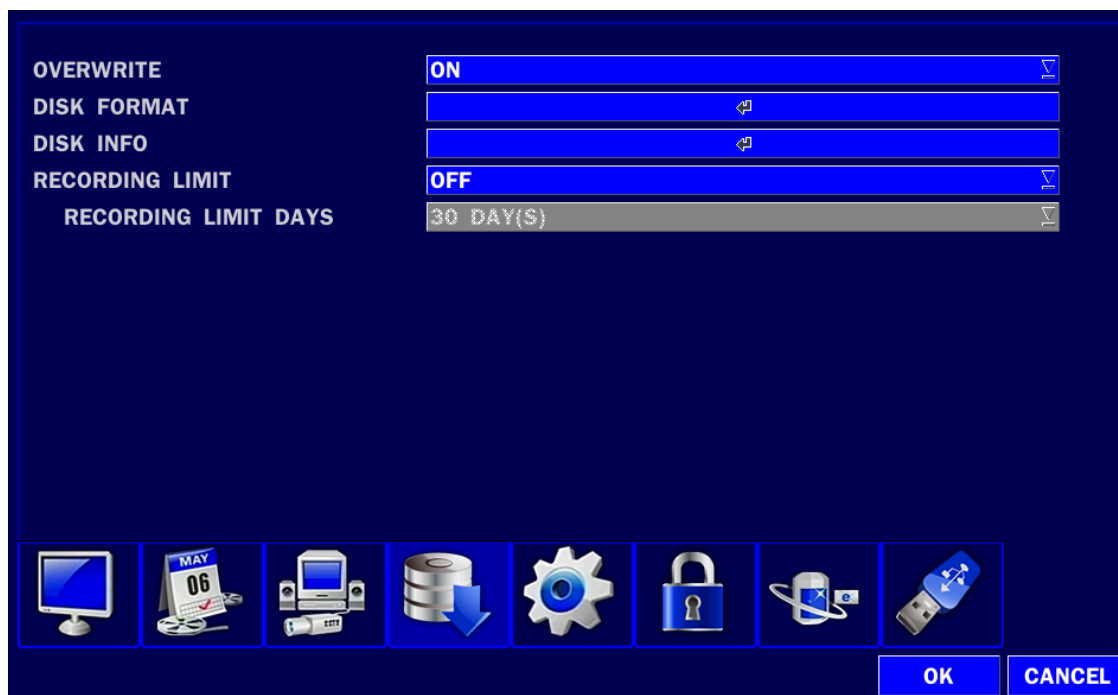 OVERWRITE ON
DISK FORMAT
DISK INFO
RECORDING LIMIT OFF
RECORDING LIMIT DAYS 30 DAY(S)
MAY
06
e
OK CANCEL